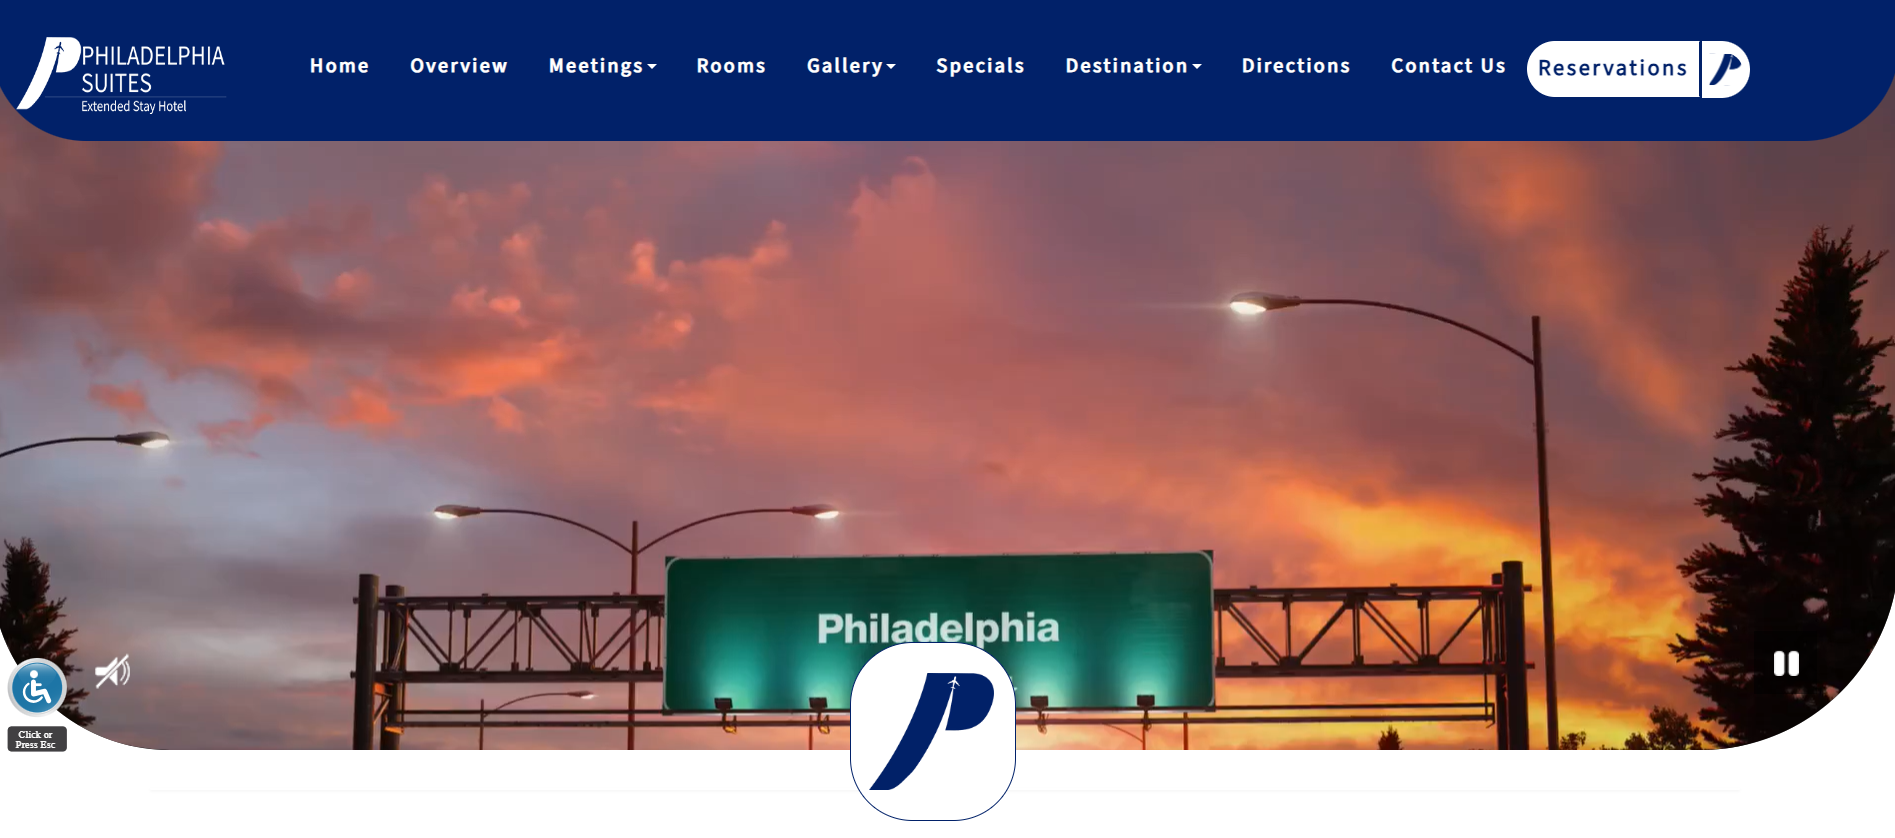 PHILADELPHIA
SUITES
Extended Stay Hotel
Home
Overview
Meetings
Rooms
Gallery
Specials
Destination
Directions
Contact Us
Reservations
Philadelphia
Click or
Press Esc